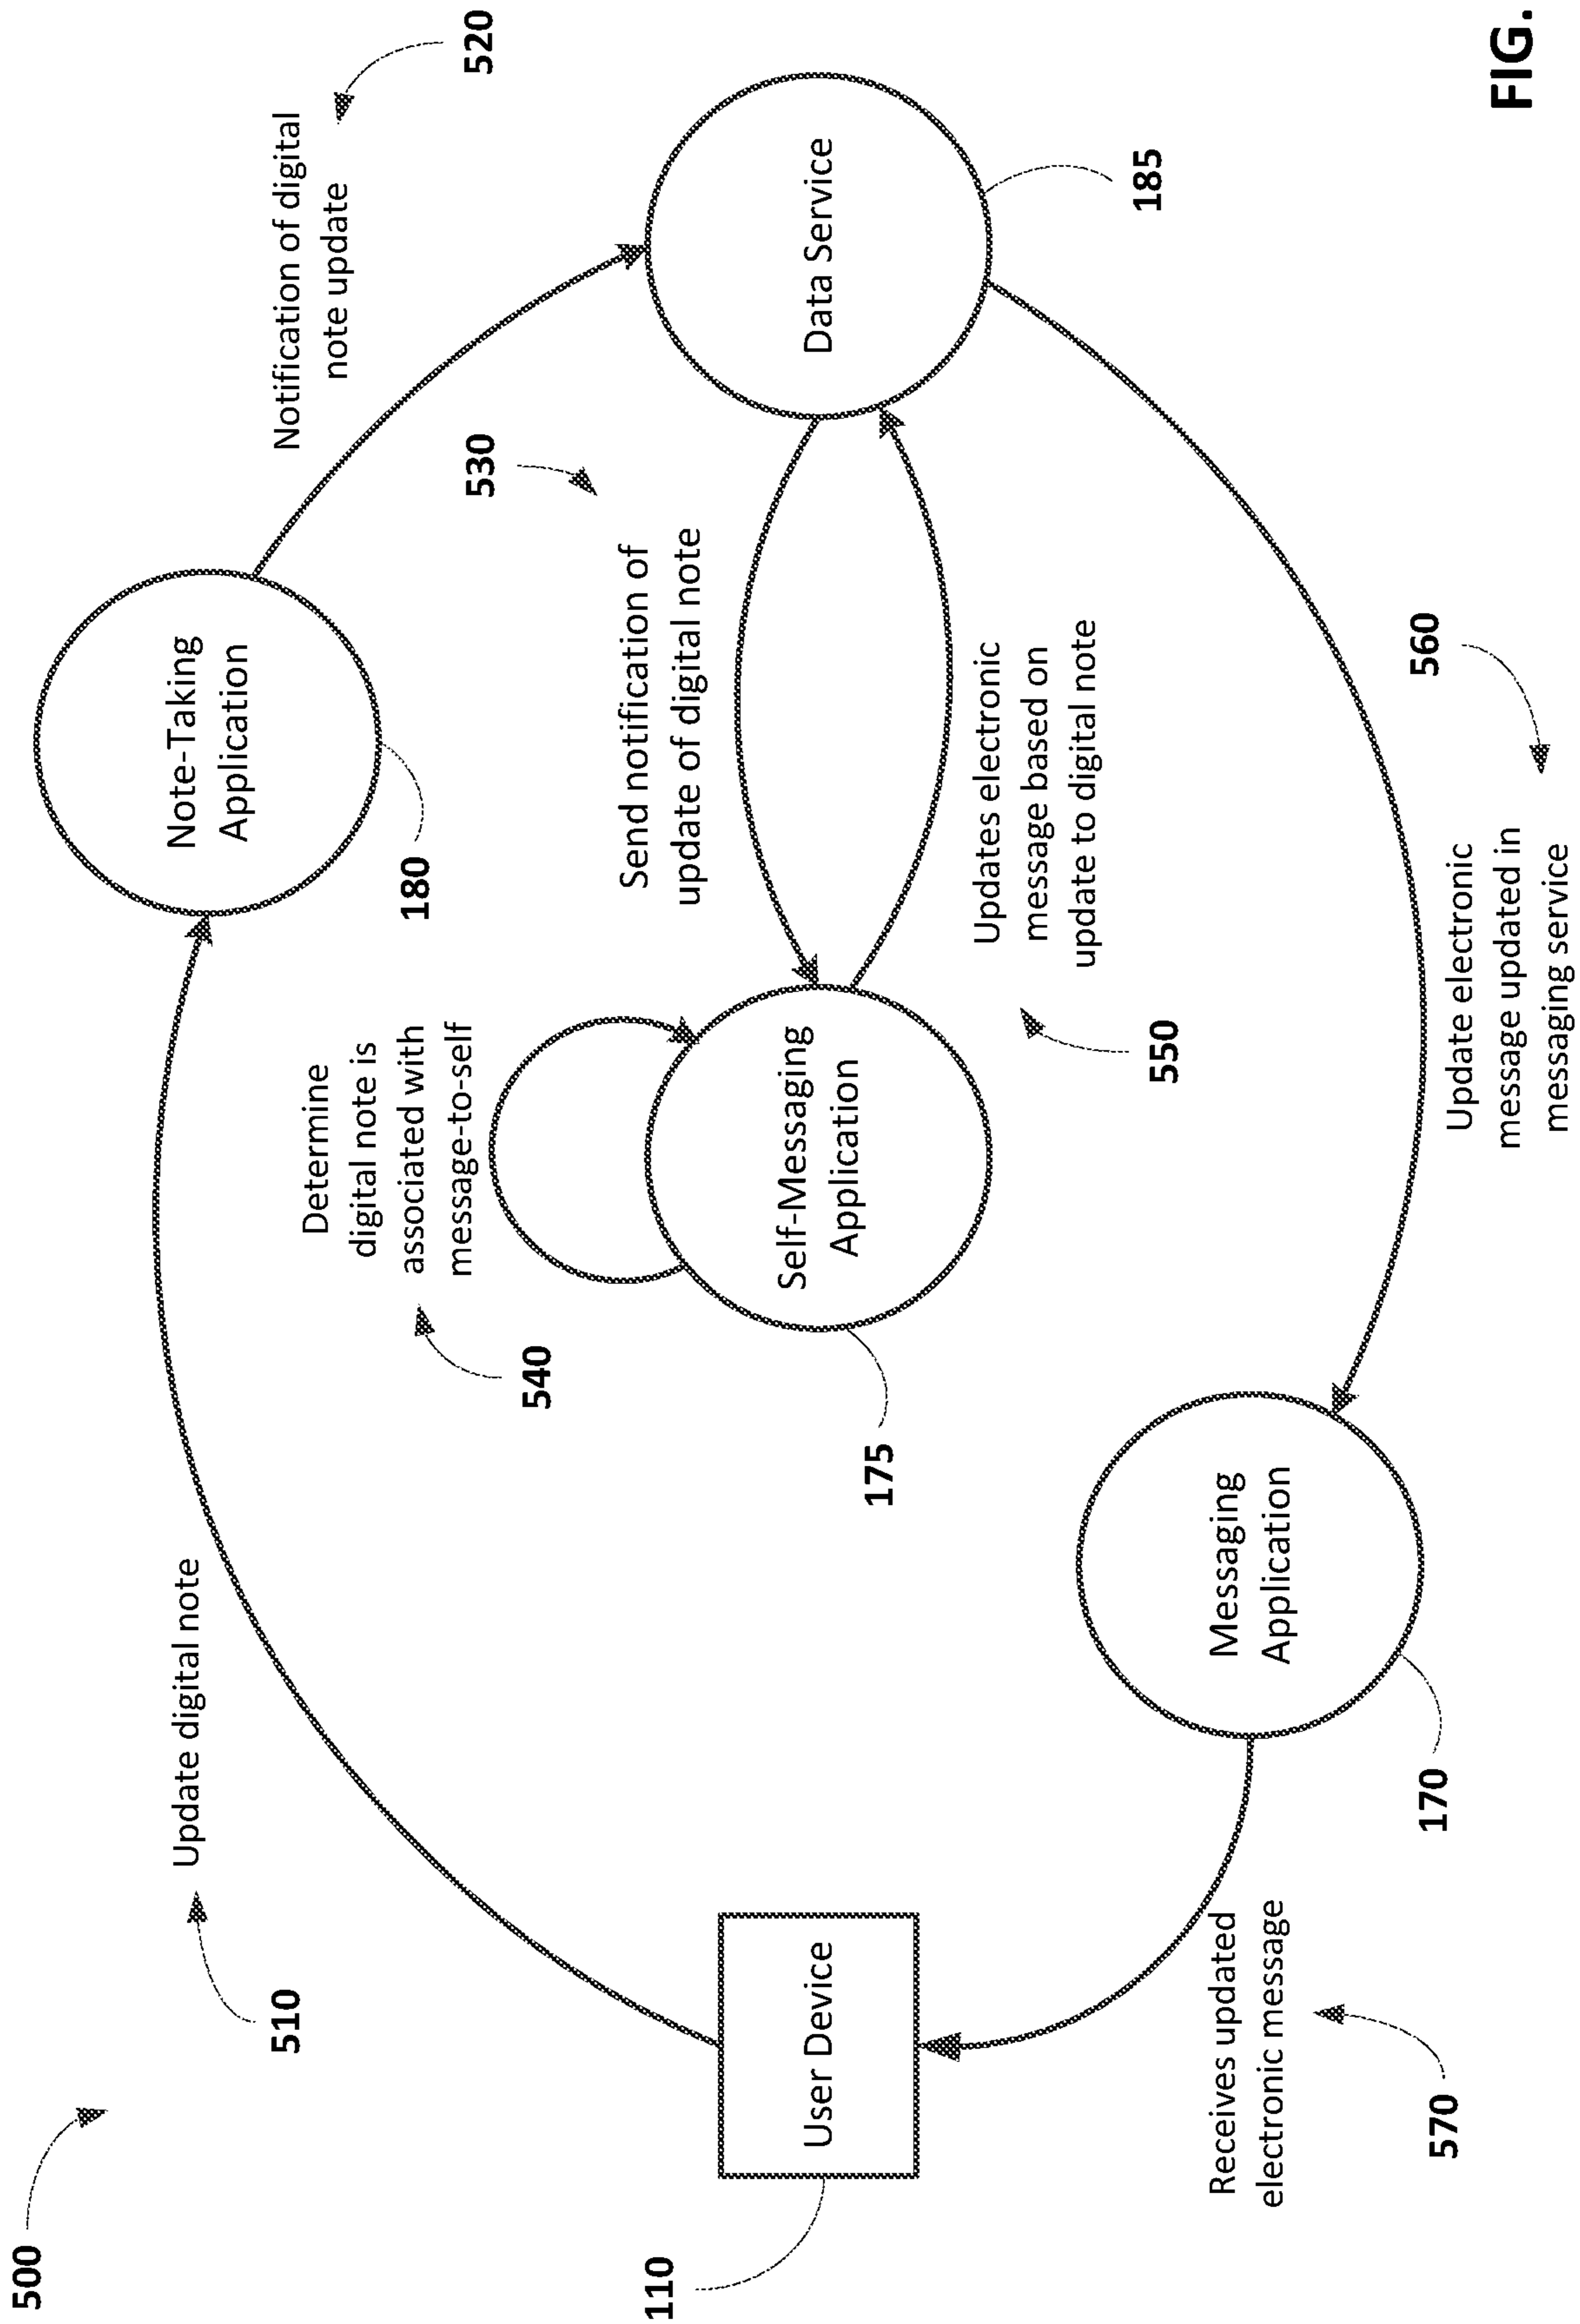 500
510
Update digital note
Note-Taking
Application
180
Notification of digital
note update
520
Determine
digital note is
associated with
message-to-self
540
530
Send notification of
update of digital note
User Device
110
Self-Messaging
Application
175
Data Service
185
Updates electronic
message based on
update to digital note
550
Messaging
Application
170
Receives updated
electronic message
570
560
Update electronic
message updated in
messaging service
FIG.